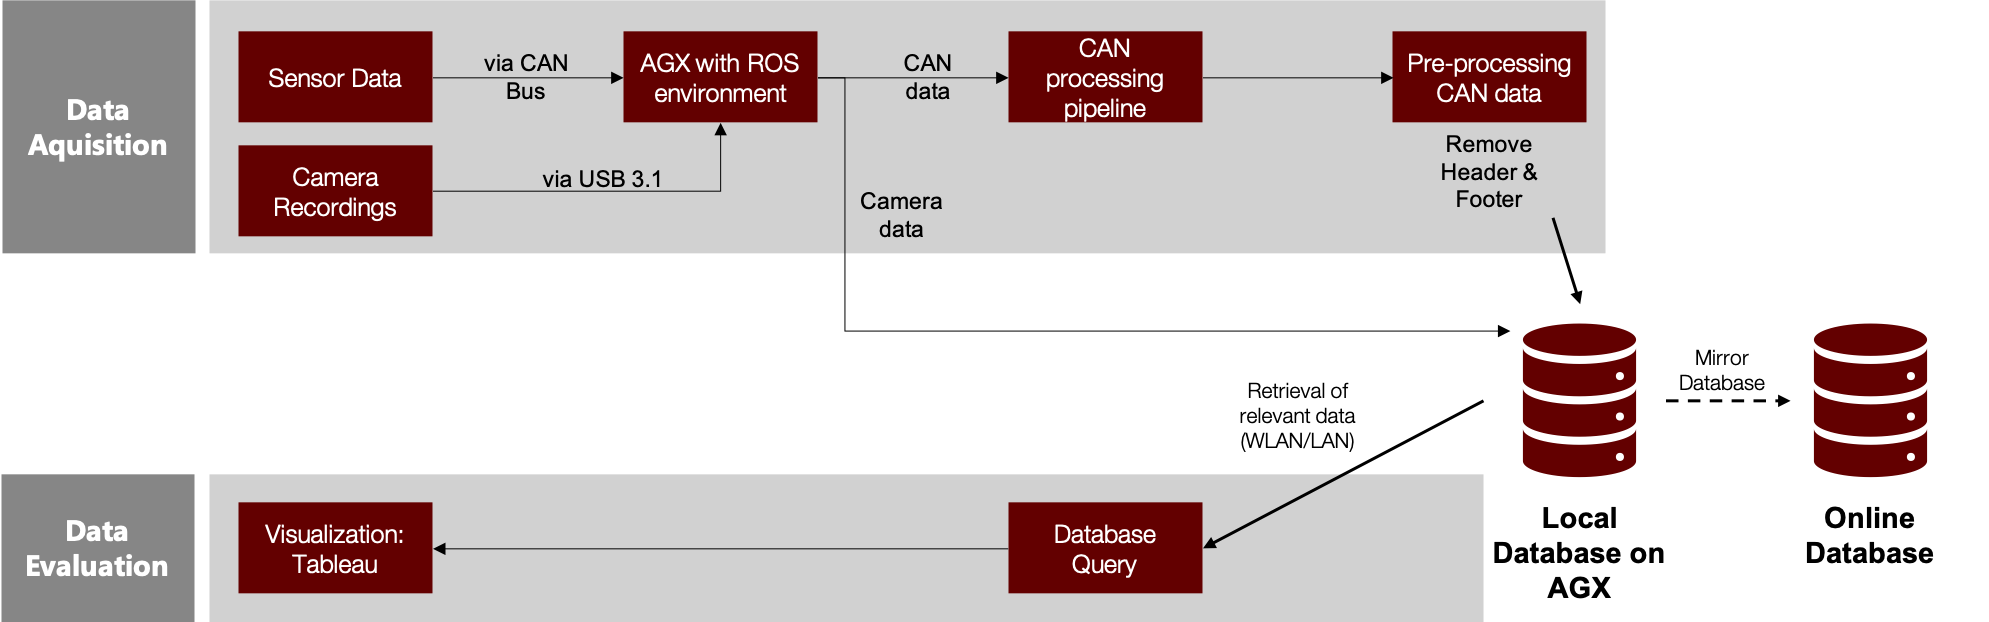 Data
Aquisition
Sensor Data
via CAN
Bus
AGX with ROS
environment
CAN
data
CAN
processing
pipeline
Pre-processing
CAN data
Camera
Recordings
via USB 3.1
Camera
data
Remove
Header &
Footer
Mirror
Database
Retrieval of
relevant data
(WLAN/LAN)
Local
Database on
AGX
Online
Database
Data
Evaluation
Visualization:
Tableau
Database
Query